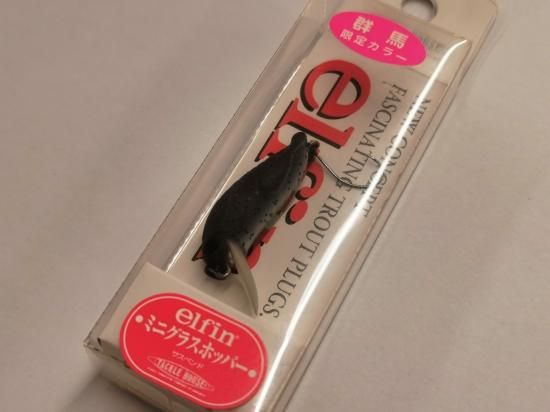 群馬
限定カラー
elfin
NEW CONCEPT
FASCINATING TROUT PLUGS.
elfin
・ミニグラスホッパー・
サスペンド
TACKLE HOUSE